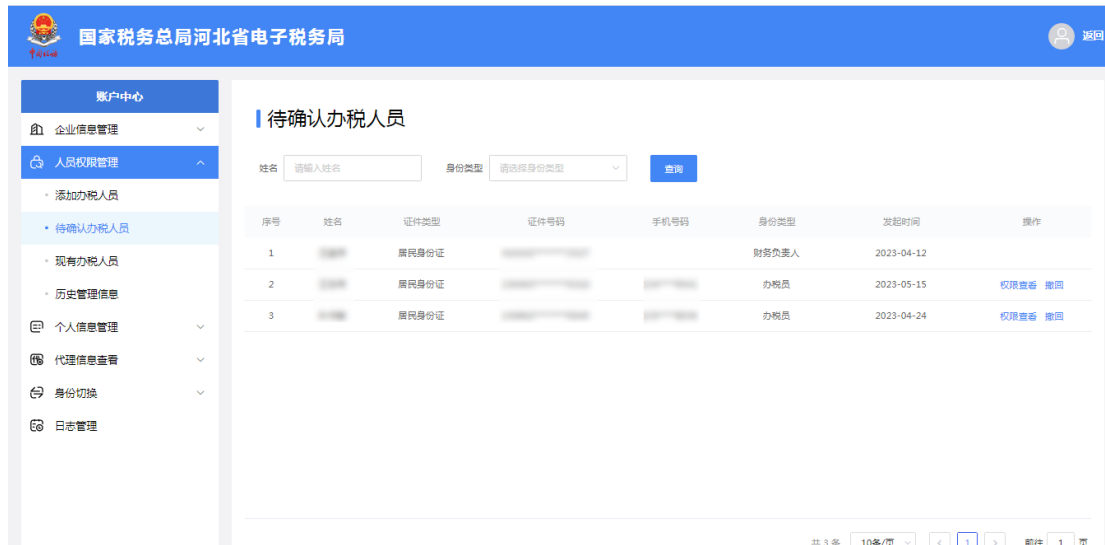 国家税务总局河北省电子税务局
返回
账户中心
企业信息管理
人员权限管理
添加办税人员
待确认办税人员
现有办税人员
历史管理信息
个人信息管理
代理信息查看
身份切换
日志管理
待确认办税人员
姓名 请输入姓名 身份类型 请选择身份类型 查询
序号 姓名 证件类型 证件号码 手机号码 身份类型 发起时间 操作
1 居民身份证 财务负责人 2023-04-12
2 居民身份证 办税员 2023-05-15 权限查看 撤回
3 居民身份证 办税员 2023-04-24 权限查看 撤回
共 3 条 10条/页 1 前往 1 页